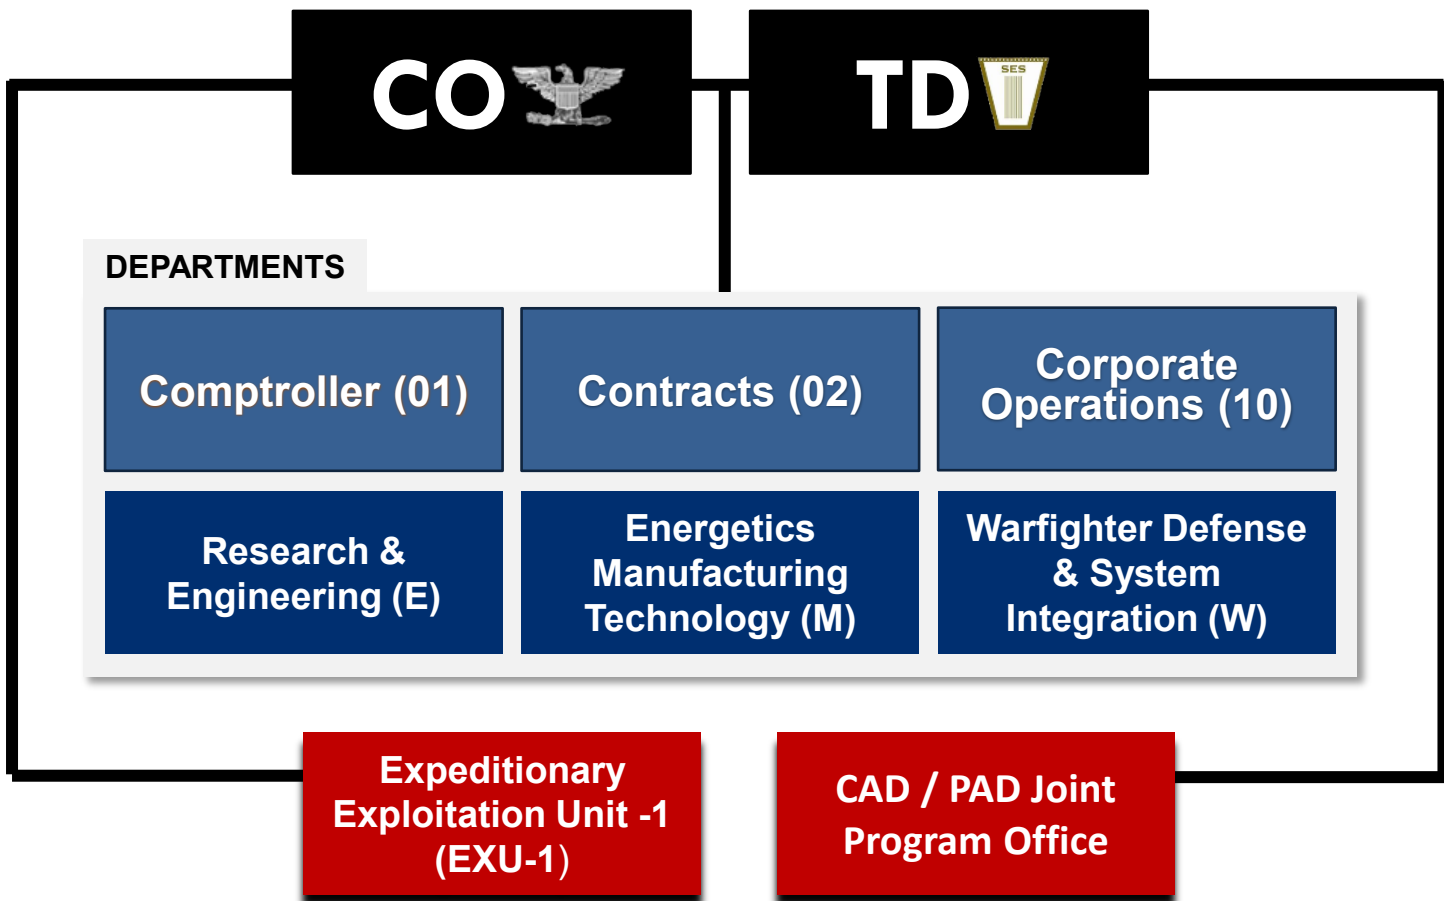 CO
TD
SES
DEPARTMENTS
Comptroller (01)
Contracts (02)
Corporate
Operations (10)
Research &
Engineering (E)
Energetics
Manufacturing
Technology (M)
Warfighter Defense
& System
Integration (W)
Expeditionary
Exploitation Unit -1
(EXU-1)
CAD / PAD Joint
Program Office